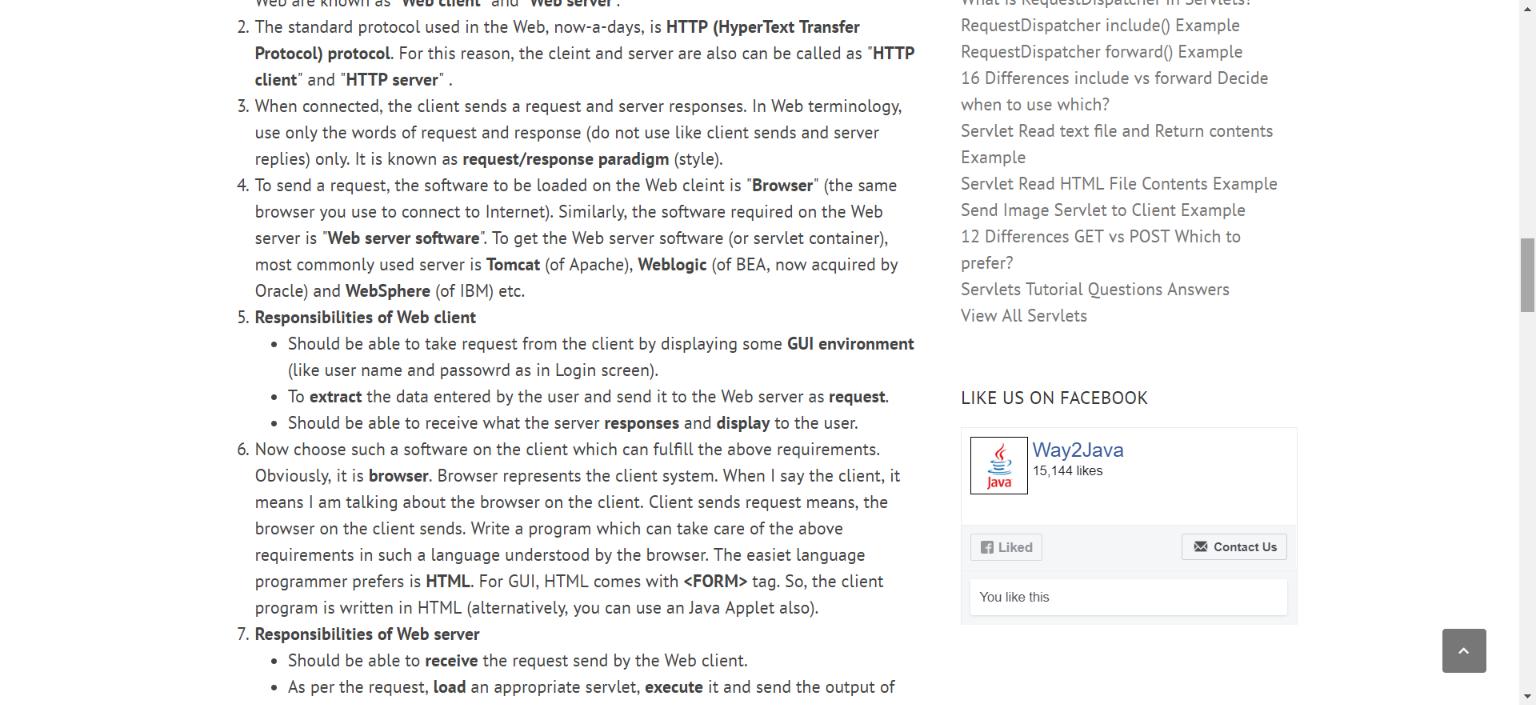 Web are known as "Web client" and "Web server".
2. The standard protocol used in the Web, now-a-days, is HTTP (HyperText Transfer
Protocol) protocol. For this reason, the cleint and server are also can be called as "HTTP
client" and "HTTP server" .
3. When connected, the client sends a request and server responses. In Web terminology,
use only the words of request and response (do not use like client sends and server
replies) only. It is known as request/response paradigm (style).
4. To send a request, the software to be loaded on the Web cleint is "Browser" (the same
browser you use to connect to Internet). Similarly, the software required on the Web
server is "Web server software". To get the Web server software (or servlet container),
most commonly used server is Tomcat (of Apache), Weblogic (of BEA, now acquired by
Oracle) and WebSphere (of IBM) etc.
5. Responsibilities of Web client
• Should be able to take request from the client by displaying some GUI environment
(like user name and passowrd as in Login screen).
• To extract the data entered by the user and send it to the Web server as request.
• Should be able to receive what the server responses and display to the user.
6. Now choose such a software on the client which can fulfill the above requirements.
Obviously, it is browser. Browser represents the client system. When I say the client, it
means I am talking about the browser on the client. Client sends request means, the
browser on the client sends. Write a program which can take care of the above
requirements in such a language understood by the browser. The easiet language
programmer prefers is HTML. For GUI, HTML comes with <FORM> tag. So, the client
program is written in HTML (alternatively, you can use an Java Applet also).
7. Responsibilities of Web server
• Should be able to receive the request send by the Web client.
• As per the request, load an appropriate servlet, execute it and send the output of
What is RequestDispatcher in Servlets?
RequestDispatcher include() Example
RequestDispatcher forward() Example
16 Differences include vs forward Decide
when to use which?
Servlet Read text file and Return contents
Example
Servlet Read HTML File Contents Example
Send Image Servlet to Client Example
12 Differences GET vs POST Which to
prefer?
Servlets Tutorial Questions Answers
View All Servlets
LIKE US ON FACEBOOK
Java
Way2Java
15,144 likes
Liked
Contact Us
You like this